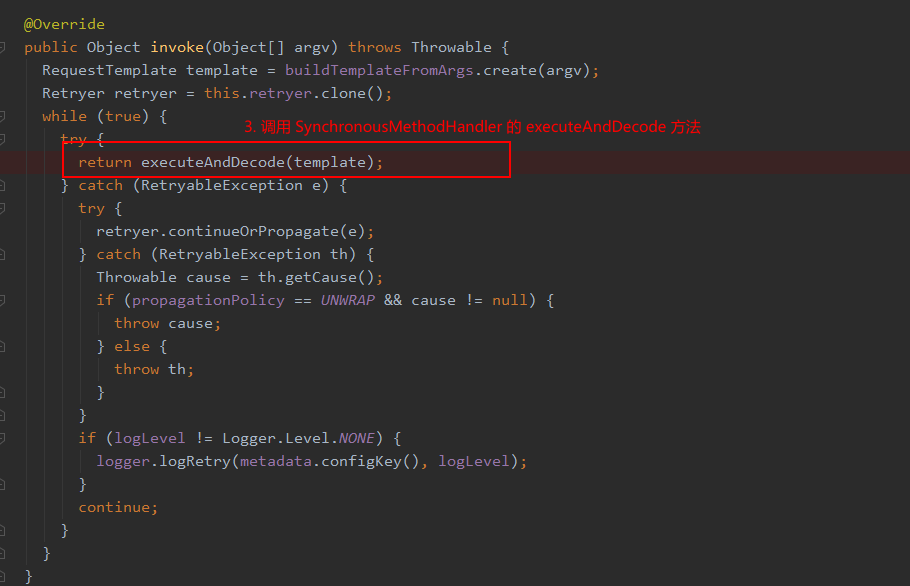 @Override
public Object invoke(Object[] argv) throws Throwable {
RequestTemplate template = buildTemplateFromArgs.create(argv);
Retryer retryer = this.retryer.clone();
while (true) {
3. 调用 SynchronousMethodHandler 的 executeAndDecode 方法
try {
return executeAndDecode(template);
} catch (RetryableException e) {
try {
retryer.continueOrPropagate(e);
} catch (RetryableException th) {
Throwable cause = th.getCause();
if (propagationPolicy == UNWRAP && cause != null) {
throw cause;
} else {
throw th;
}
}
if (logLevel != Logger.Level.NONE) {
logger.logRetry(metadata.configKey(), logLevel);
}
continue;
}
}
}